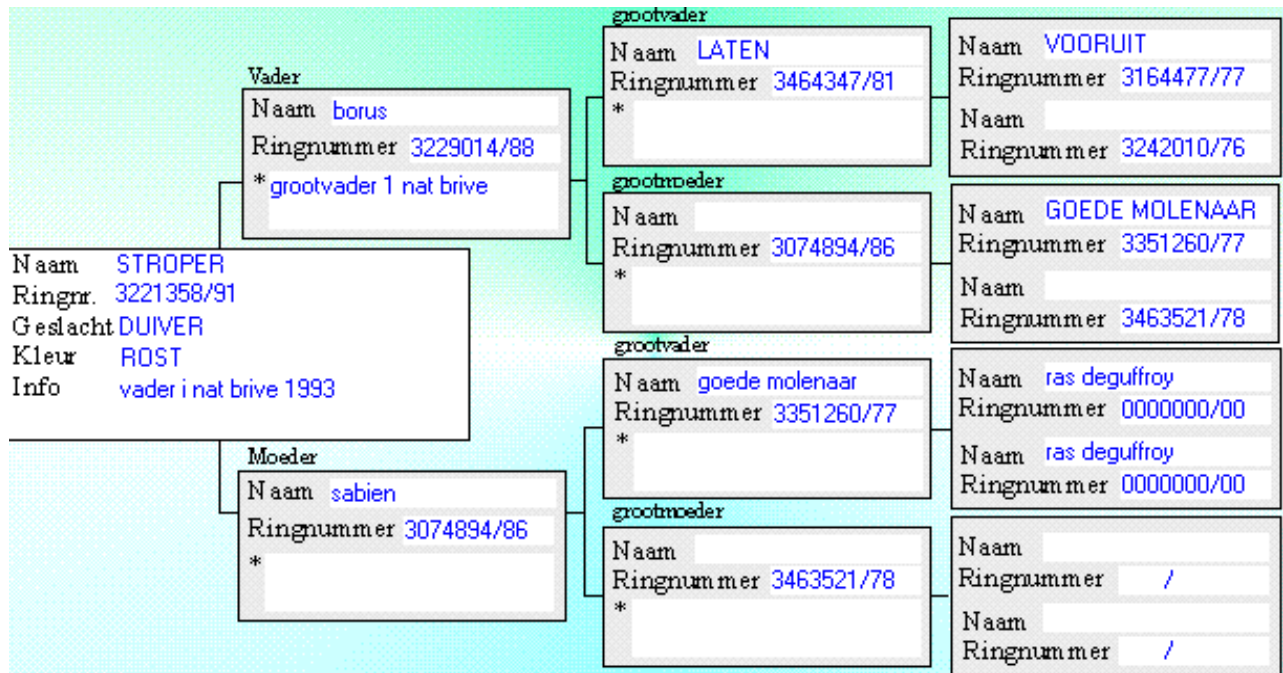 Naam STROPER
Ringnr. 3221358/91
Geslacht DUIVER
Kleur ROST
Info vader i nat brive 1993
Vader
Naam borus
Ringnummer 3229014/88
* grootvader 1 nat brive
Moeder
Naam sabien
Ringnummer 3074894/86
*
grootvader
Naam LATEN
Ringnummer 3464347/81
*
grootmoeder
Naam
Ringnummer 3074894/86
*
grootvader
Naam goede molenaar
Ringnummer 3351260/77
*
grootmoeder
Naam
Ringnummer 3463521/78
*
Naam VOORUIT
Ringnummer 3164477/77
Naam
Ringnummer 3242010/76
Naam GOEDE MOLENAAR
Ringnummer 3351260/77
Naam
Ringnummer 3463521/78
Naam ras deguffroy
Ringnummer 0000000/00
Naam ras deguffroy
Ringnummer 0000000/00
Naam
Ringnummer /
Naam
Ringnummer /